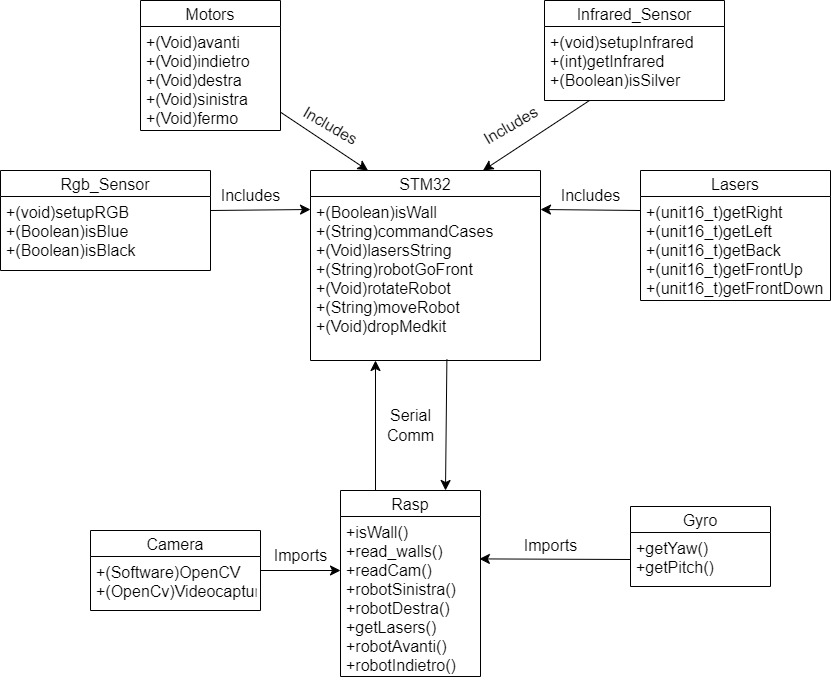 Motors
+(Void)avanti
+(Void)indietro
+(Void)destra
+(Void)sinistra
+(Void)fermo
Includes
Infrared_Sensor
+(void)setupInfrared
+(int)getInfrared
+(Boolean)isSilver
Includes
Rgb_Sensor
+(void)setupRGB
+(Boolean)isBlue
+(Boolean)isBlack
Includes
STM32
+(Boolean)isWall
+(String)commandCases
+(Void)lasersString
+(String)robotGoFront
+(Void)rotateRobot
+(String)moveRobot
+(Void)dropMedkit
Includes
Lasers
+(unit16_t)getRight
+(unit16_t)getLeft
+(unit16_t)getBack
+(unit16_t)getFrontUp
+(unit16_t)getFrontDown
Serial
Comm
Camera
+(Software)OpenCV
+(OpenCv)Videocaptu
Imports
Rasp
+isWall()
+read_walls()
+readCam()
+robotSinistra()
+robotDestra()
+getLasers()
+robotAvanti()
+robotIndietro()
Imports
Gyro
+getYaw()
+getPitch()